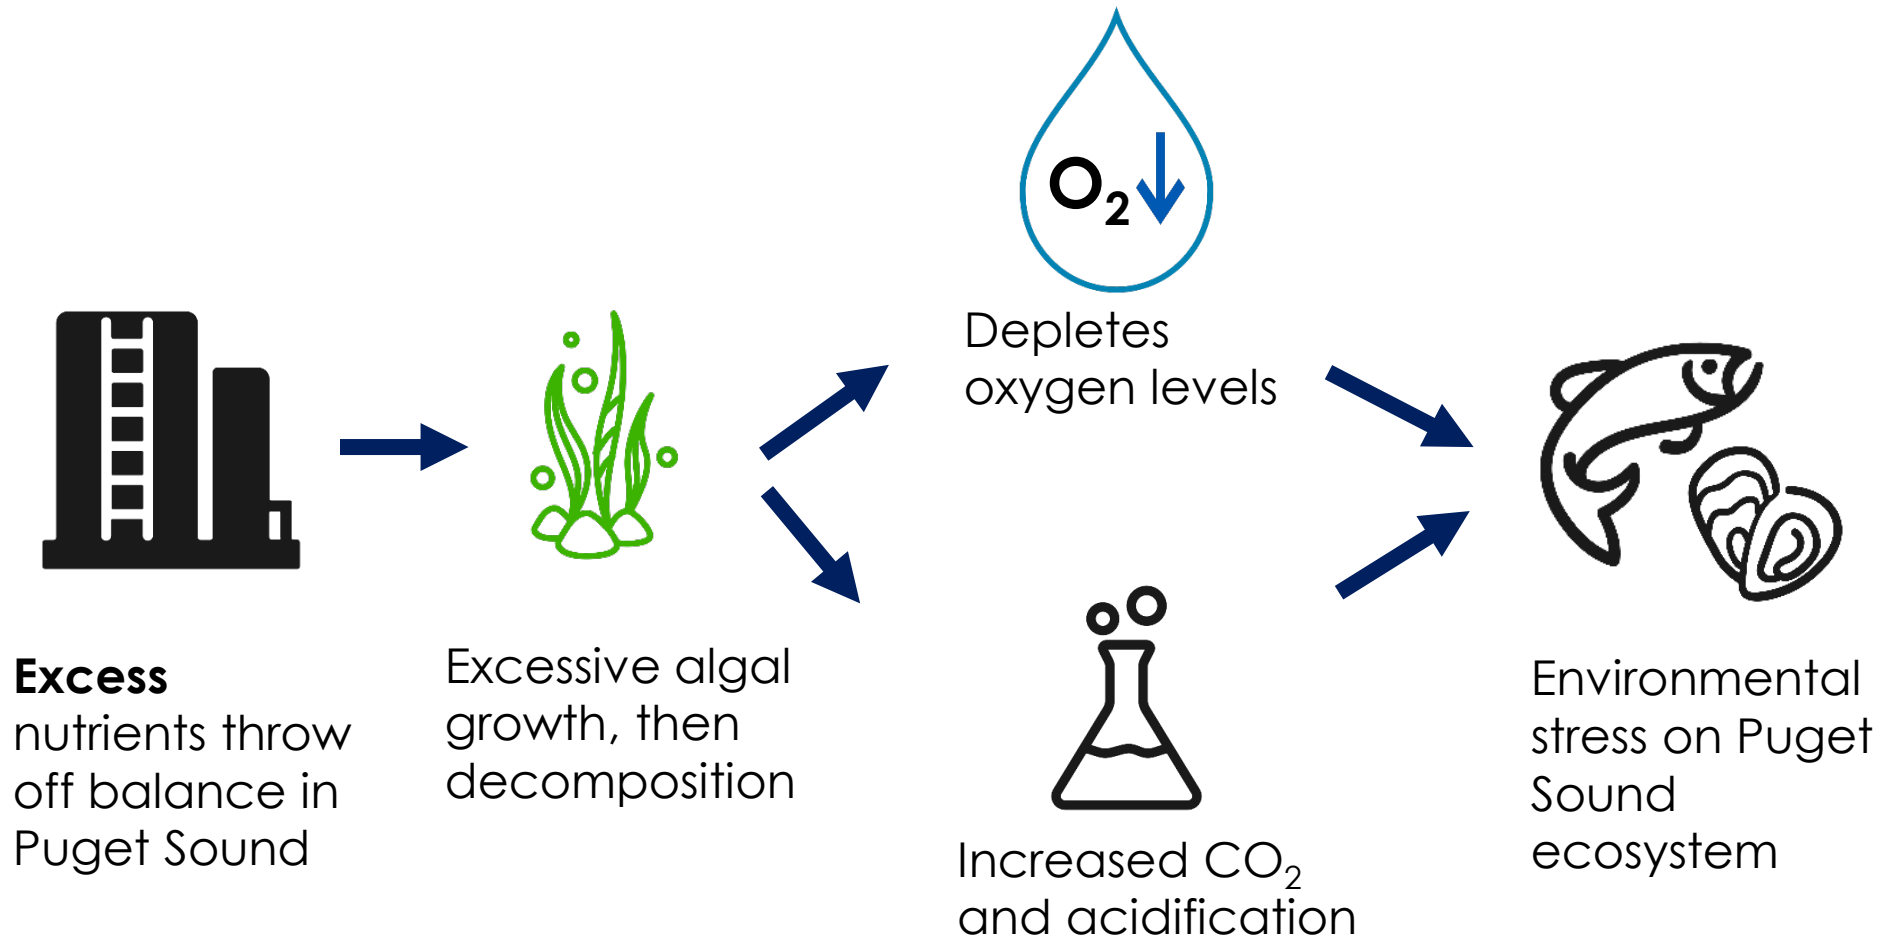 O₂
Depletes
oxygen levels
Excess
nutrients throw
off balance in
Puget Sound
Excessive algal
growth, then
decomposition
Increased CO₂
and acidification
Environmental
stress on Puget
Sound
ecosystem